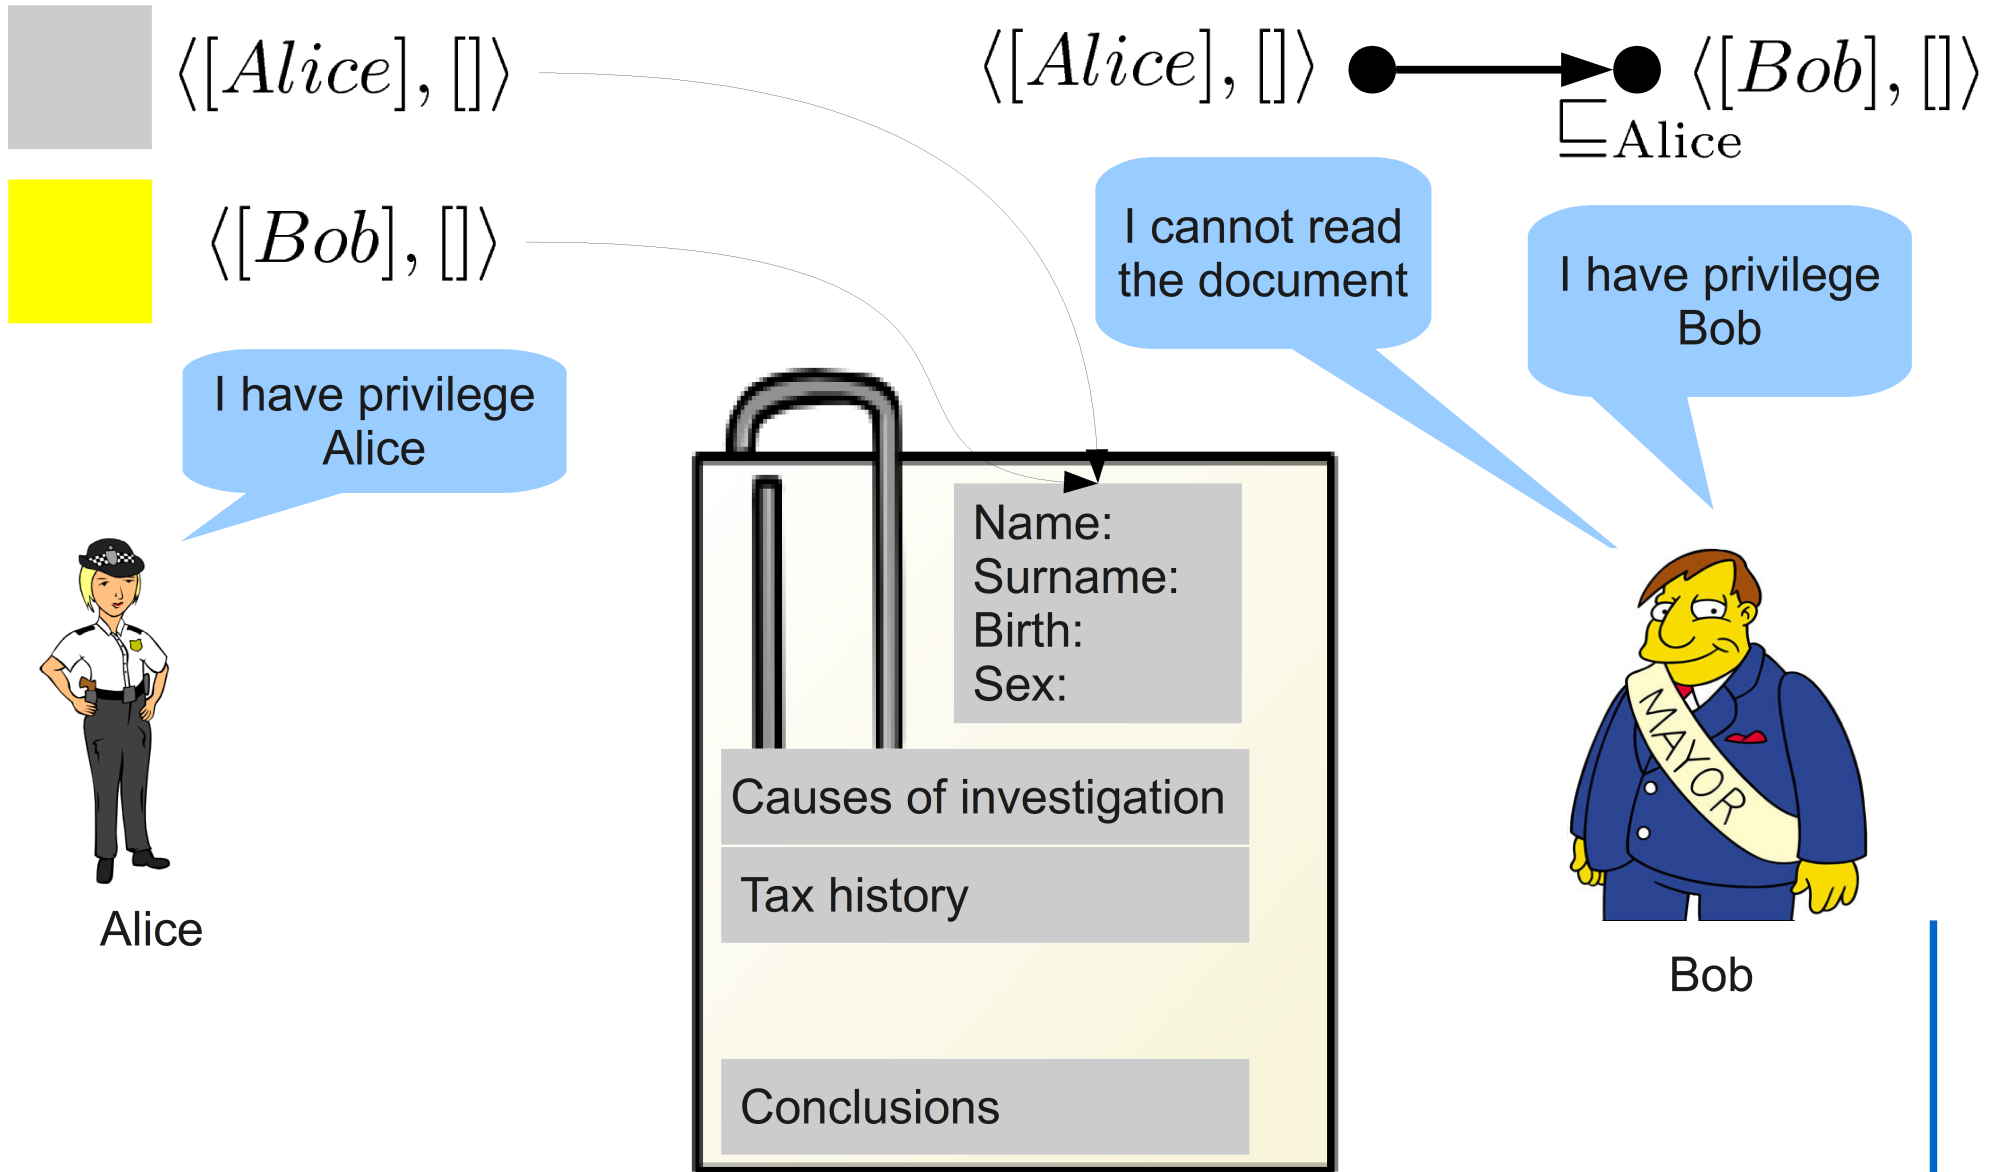 ⟨[Alice], []⟩
⟨[Alice], []⟩ ⟨[Bob], []⟩
⊑Alice
⟨[Bob], []⟩
I cannot read
the document
I have privilege
Bob
I have privilege
Alice
Name:
Surname:
Birth:
Sex:
Causes of investigation
Tax history
Conclusions
MAYOR
Alice
Bob